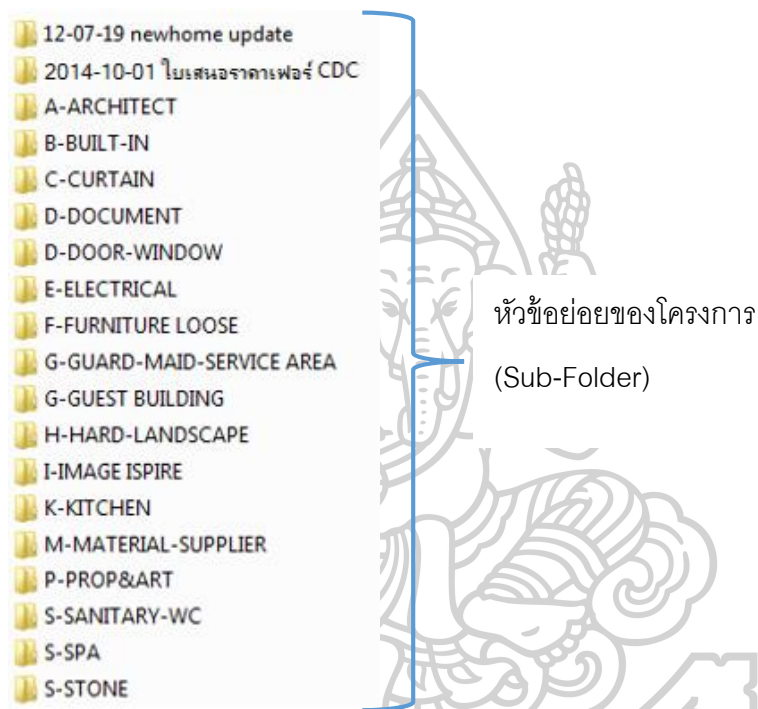 12-07-19 newhome update
2014-10-01 ใบเสนอราคาเฟอร์ CDC
A-ARCHITECT
B-BUILT-IN
C-CURTAIN
D-DOCUMENT
D-DOOR-WINDOW
E-ELECTRICAL
F-FURNITURE LOOSE
G-GUARD-MAID-SERVICE AREA
G-GUEST BUILDING
H-HARD-LANDSCAPE
I-IMAGE ISPIRE
K-KITCHEN
M-MATERIAL-SUPPLIER
P-PROP&ART
S-SANITARY-WC
S-SPA
S-STONE
หัวข้อย่อยของโครงการ
(Sub-Folder)